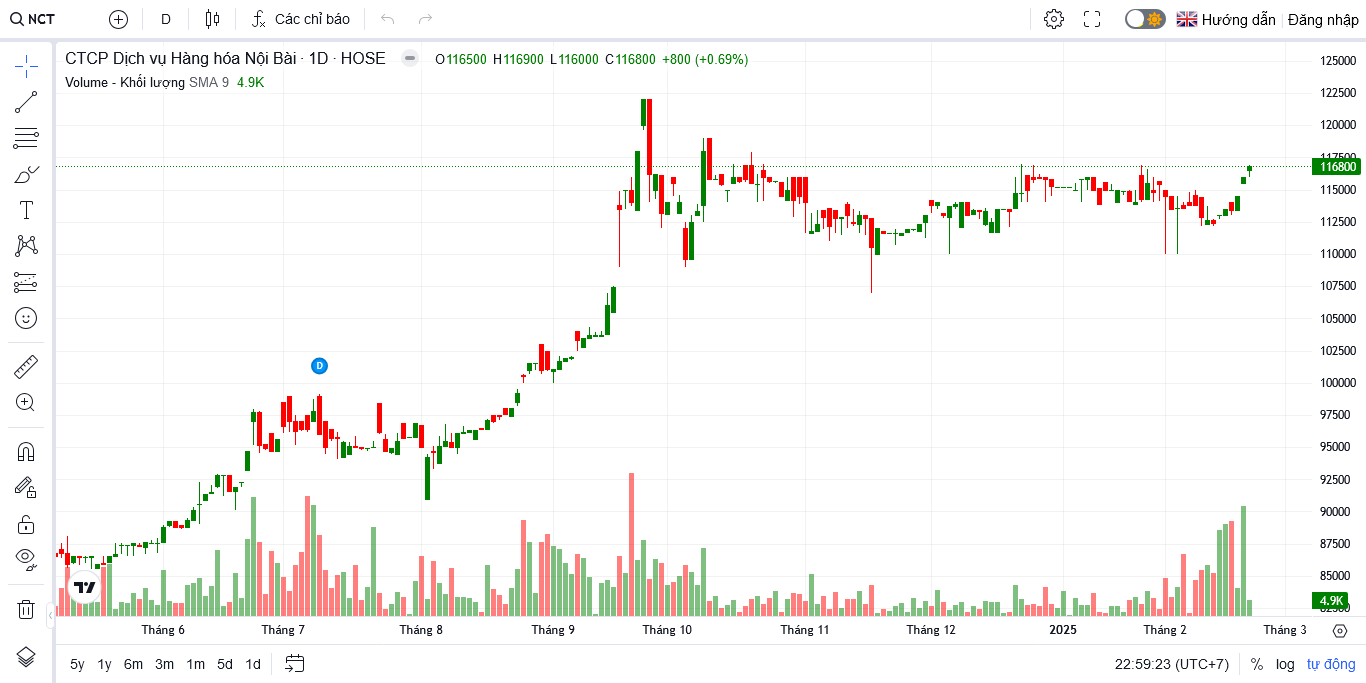 NCT D Các chỉ báo Hướng dẫn Đăng nhập
CTCP Dịch vụ Hàng hóa Nội Bài · 1D · HOSE O116500 H116900 L116000 C116800 +800 (+0.69%)
Volume - Khối lượng SMA 9 4.9K
125000
122500
120000
117500
116800
115000
112500
110000
107500
105000
102500
D
100000
97500
95000
92500
90000
87500
85000
4.9K
82500
Tháng 6 Tháng 7 Tháng 8 Tháng 9 Tháng 10 Tháng 11 Tháng 12 2025 Tháng 2 Tháng 3
5y 1y 6m 3m 1m 5d 1d 22:59:23 (UTC+7) % log tự động